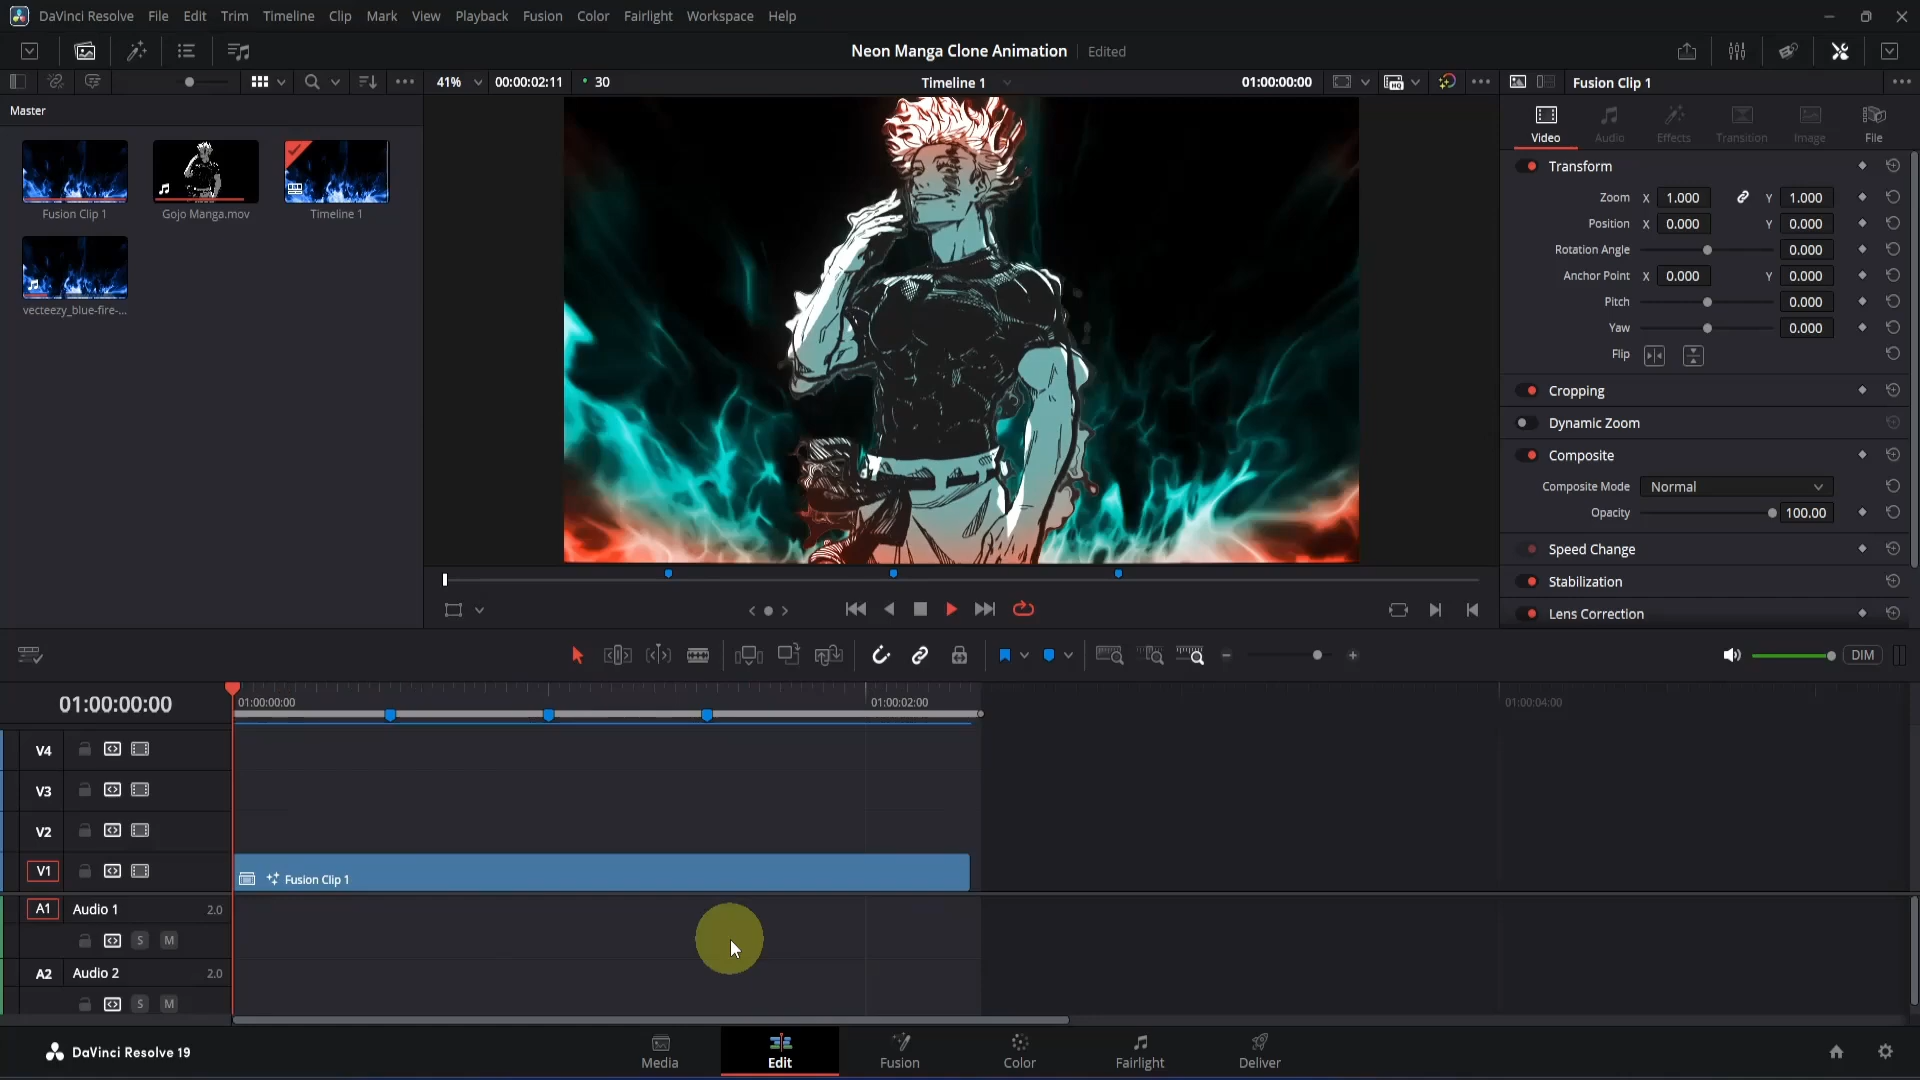 DaVinci Resolve File Edit Trim Timeline Clip Mark View Playback Fusion Color Fairlight Workspace Help
Neon Manga Clone Animation Edited
41% 00:00:02:11 30 Timeline 1 01:00:00:00 Fusion Clip 1
Master
Fusion Clip 1 Gojo Manga.mov Timeline 1
vecteezy_blue-fire-...
Video Audio Effects Transition Image File
Transform
Zoom X 1.000 Y 1.000
Position X 0.000 Y 0.000
Rotation Angle 0.000
Anchor Point X 0.000 Y 0.000
Pitch 0.000
Yaw 0.000
Flip
Cropping
Dynamic Zoom
Composite
Composite Mode Normal
Opacity 100.00
Speed Change
Stabilization
Lens Correction
DIM
01:00:00:00 01:00:00:00 01:00:02:00 01:00:04:00
V4
V3
V2
V1 Fusion Clip 1
A1 Audio 1 2.0
S M
A2 Audio 2 2.0
S M
DaVinci Resolve 19 Media Edit Fusion Color Fairlight Deliver